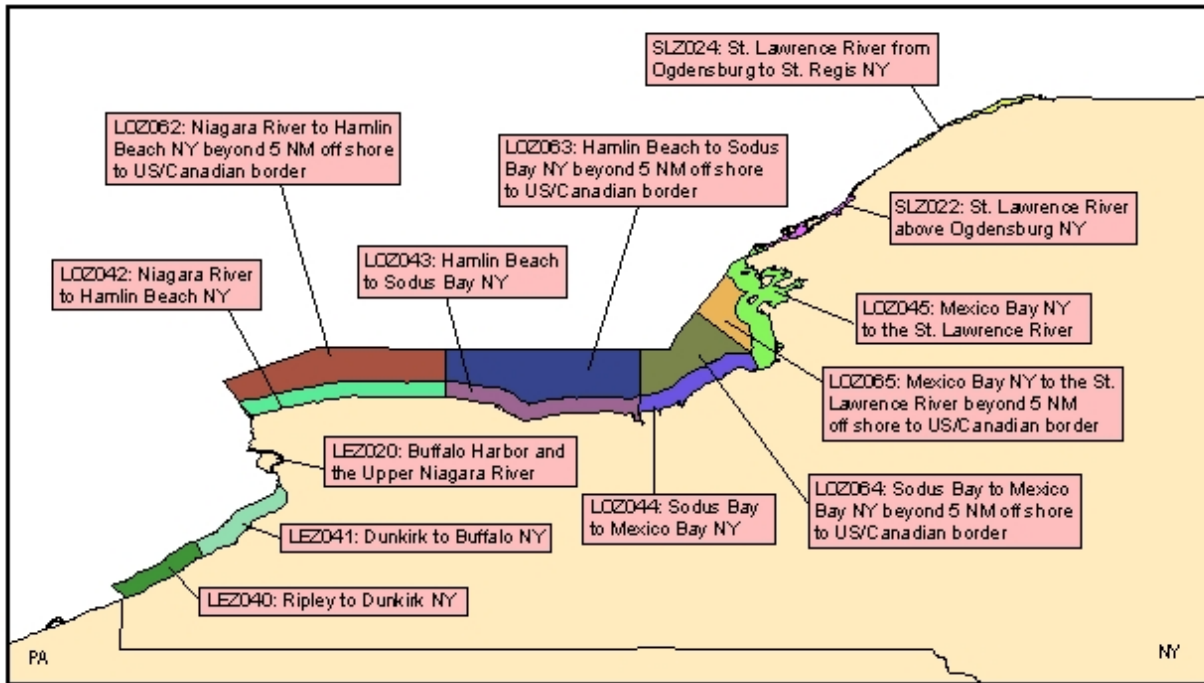 SLZ024: St. Lawrence River from
Ogdensburg to St. Regis NY
LOZ062: Niagara River to Hamlin
Beach NY beyond 5 NM off shore
to US/Canadian border
LOZ063: Hamlin Beach to Sodus
Bay NY beyond 5 NM off shore
to US/Canadian border
SLZ022: St. Lawrence River
above Ogdensburg NY
LOZ042: Niagara River
to Hamlin Beach NY
LOZ043: Hamlin Beach
to Sodus Bay NY
LOZ045: Mexico Bay NY
to the St. Lawrence River
LOZ065: Mexico Bay NY to the St.
Lawrence River beyond 5 NM
off shore to US/Canadian border
LEZ020: Buffalo Harbor and
the Upper Niagara River
LOZ044: Sodus Bay
to Mexico Bay NY
LOZ064: Sodus Bay to Mexico
Bay NY beyond 5 NM off shore
to US/Canadian border
LEZ041: Dunkirk to Buffalo NY
LEZ040: Ripley to Dunkirk NY
PA
NY